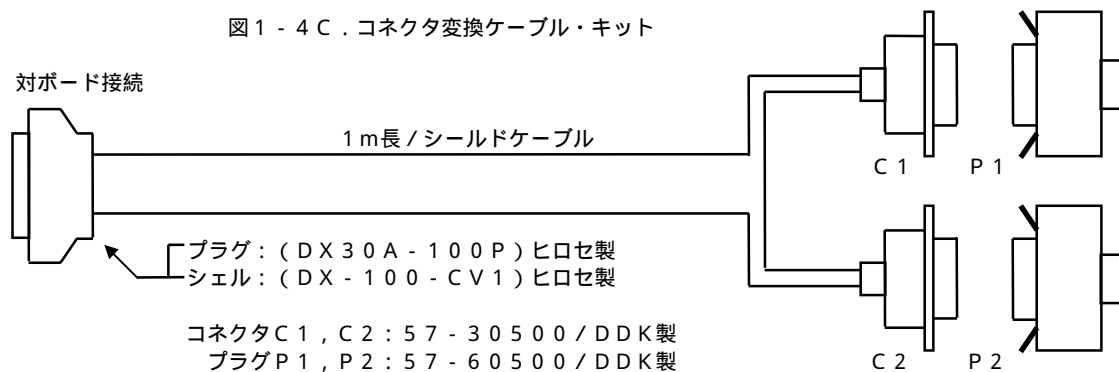 図1-4C.コネクタ変換ケーブル・キット
対ボード接続
1m長/シールドケーブル
C1
P1
プラグ:(DX30A-100P)ヒロセ製
シェル:(DX-100-CV1)ヒロセ製
コネクタC1,C2:57-30500/DDK製
プラグP1,P2:57-60500/DDK製
C2
P2